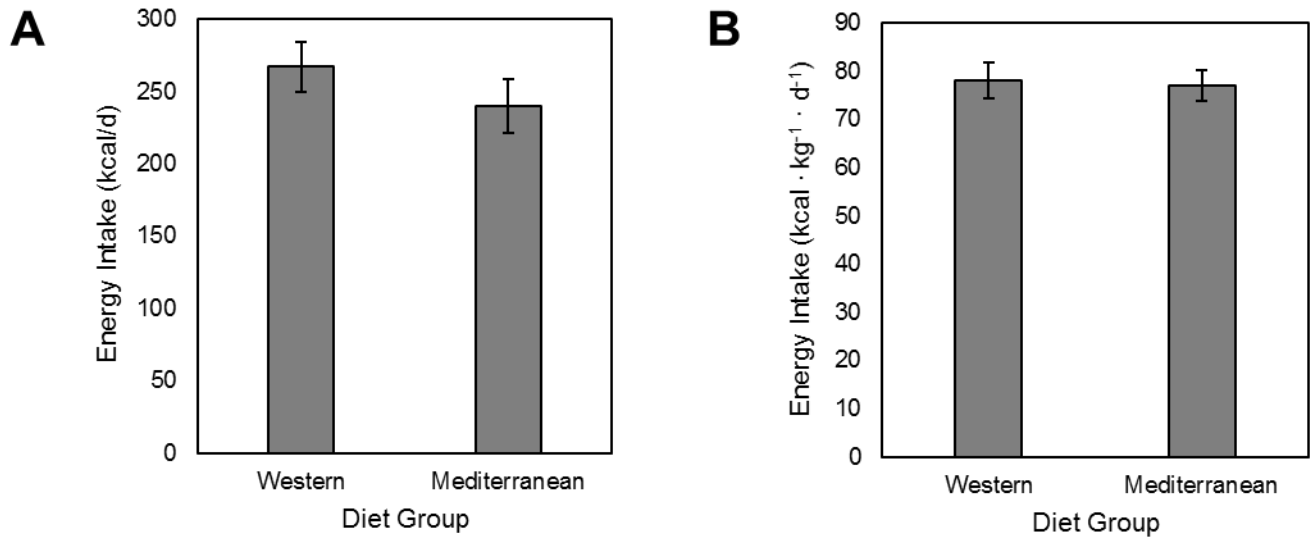 A
Energy Intake (kcal/d)
300
250
200
150
100
50
0
Western Mediterranean
Diet Group
B
Energy Intake (kcal · kg⁻¹ · d⁻¹)
90
80
70
60
50
40
30
20
10
0
Western Mediterranean
Diet Group